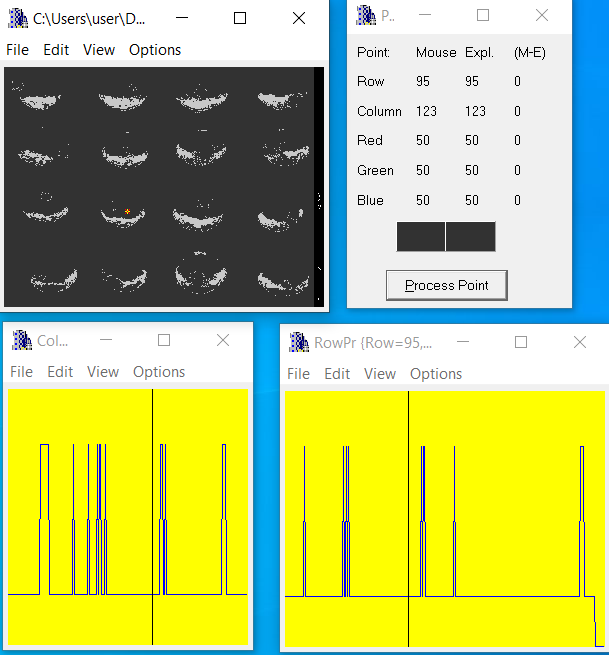 C:\Users\user\D...
File Edit View Options
P..
Point: Mouse Expl. (M-E)
Row 95 95 0
Column 123 123 0
Red 50 50 0
Green 50 50 0
Blue 50 50 0
Process Point
Col...
File Edit View Options
RowPr {Row=95,...
File Edit View Options